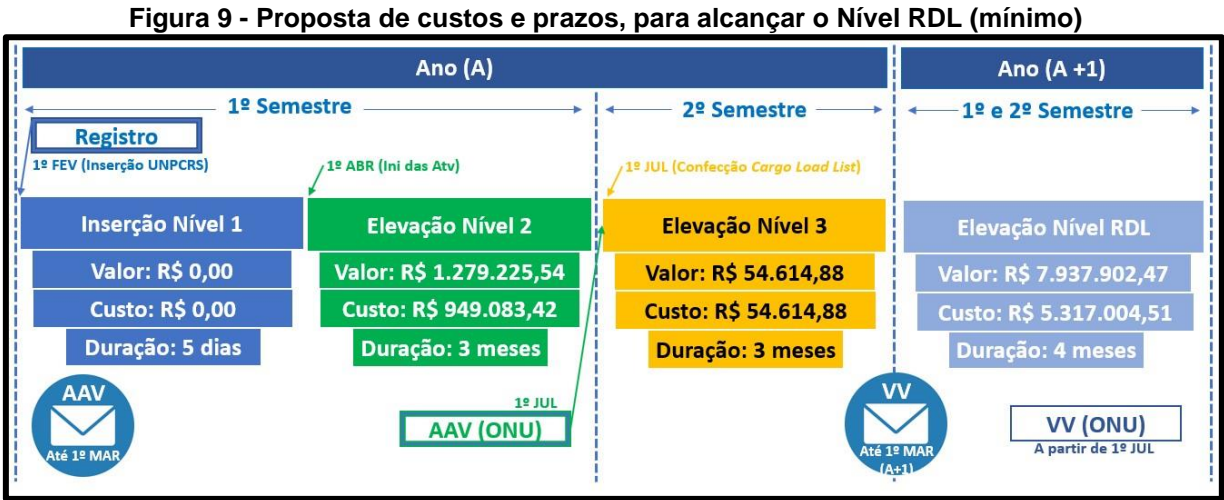 Figura 9 - Proposta de custos e prazos, para alcançar o Nível RDL (mínimo)
Ano (A)
Ano (A +1)
1º Semestre
2º Semestre
1º e 2º Semestre
Registro
1º FEV (Inserção UNPCRS)
1º ABR (Ini das Atv)
1º JUL (Confecção Cargo Load List)
Inserção Nível 1
Valor: R$ 0,00
Custo: R$ 0,00
Duração: 5 dias
Elevação Nível 2
Valor: R$ 1.279.225,54
Custo: R$ 949.083,42
Duração: 3 meses
Elevação Nível 3
Valor: R$ 54.614,88
Custo: R$ 54.614,88
Duração: 3 meses
Elevação Nível RDL
Valor: R$ 7.937.902,47
Custo: R$ 5.317.004,51
Duração: 4 meses
AAV
Até 1º MAR
1º JUL
AAV (ONU)
VV
Até 1º MAR
(A+1)
VV (ONU)
A partir de 1º JUL